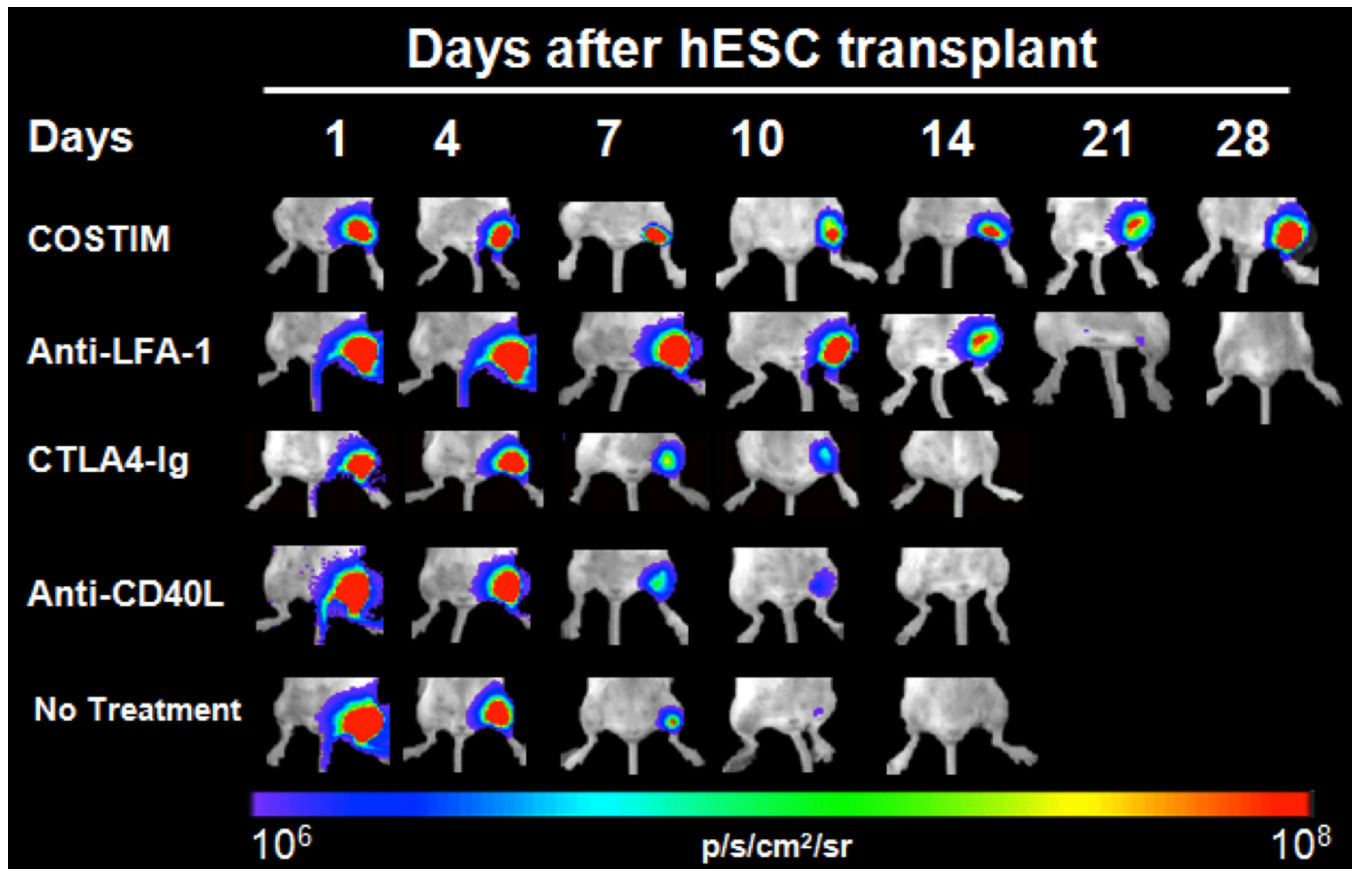 Days after hESC transplant
Days 1 4 7 10 14 21 28
COSTIM
Anti-LFA-1
CTLA4-Ig
Anti-CD40L
No Treatment
10⁶ p/s/cm²/sr 10⁸